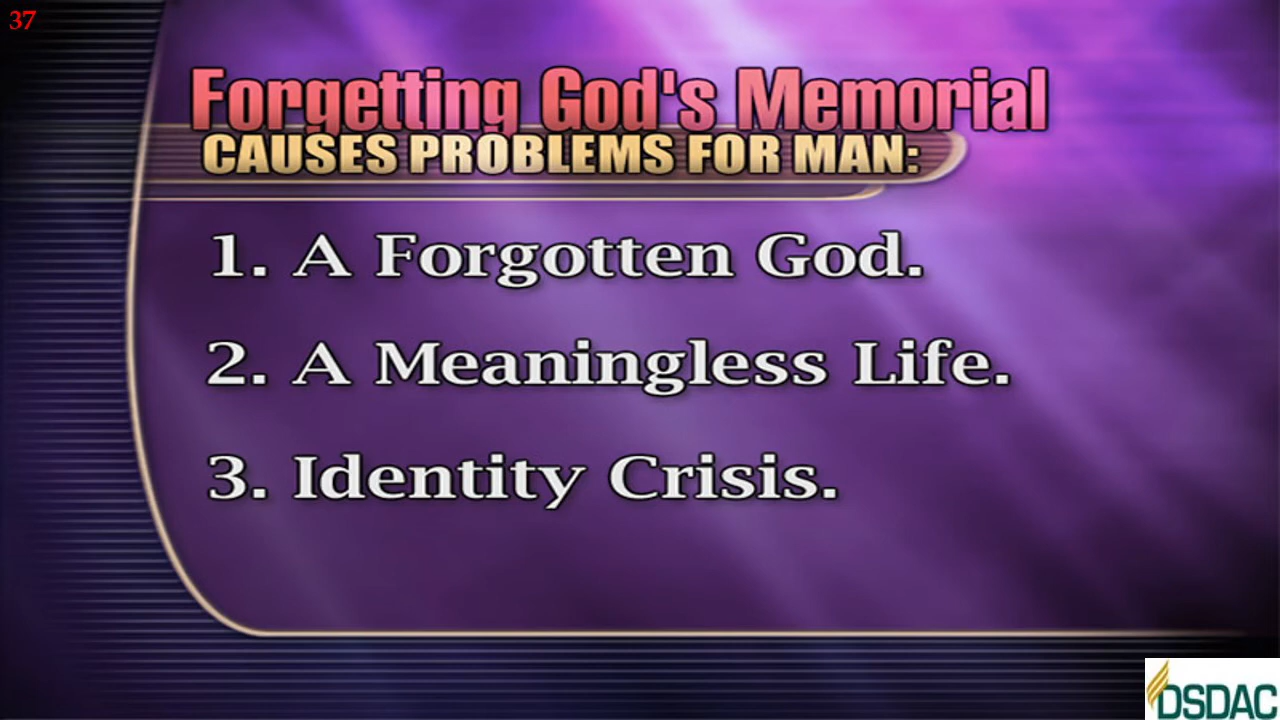 37
Forgetting God's Memorial
CAUSES PROBLEMS FOR MAN:
1. A Forgotten God.
2. A Meaningless Life.
3. Identity Crisis.
DSDAC